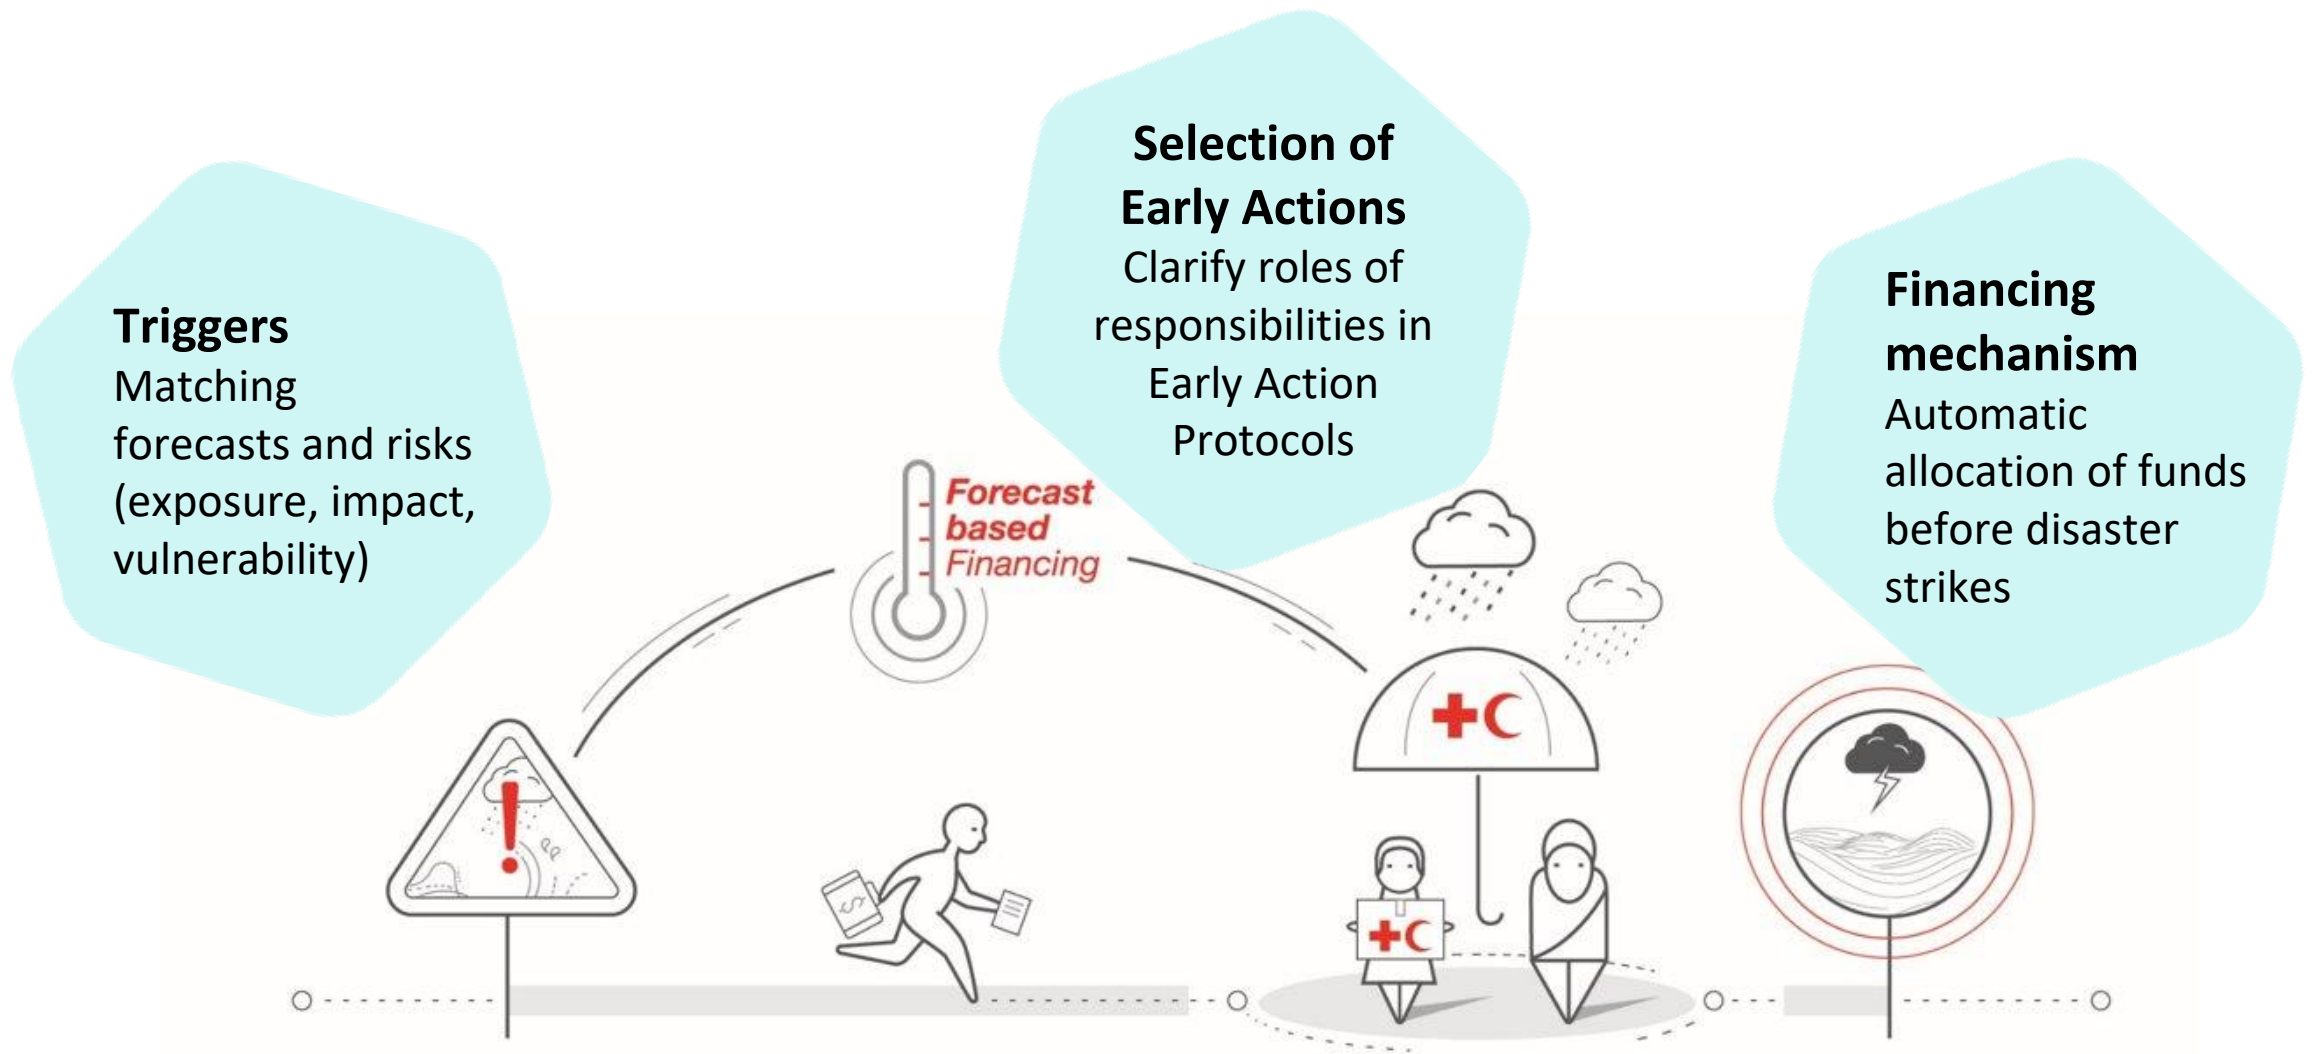 Triggers
Matching
forecasts and risks
(exposure, impact,
vulnerability)
Selection of
Early Actions
Clarify roles of
responsibilities in
Early Action
Protocols
Financing
mechanism
Automatic
allocation of funds
before disaster
strikes
Forecast
based
Financing
!
$